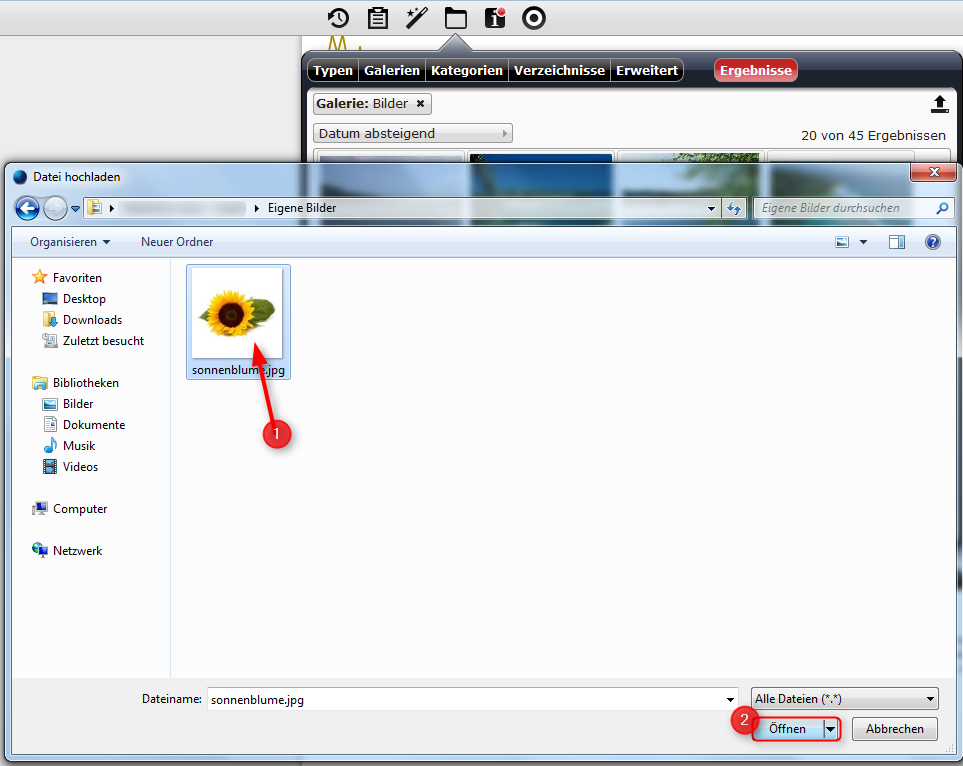 Typen Galerien Kategorien Verzeichnisse Erweitert Ergebnisse
Galerie: Bilder ×
Datum absteigend
20 von 45 Ergebnissen
Datei hochladen
Eigene Bilder
Eigene Bilder durchsuchen
Organisieren
Neuer Ordner
Favoriten
Desktop
Downloads
Zuletzt besucht
Bibliotheken
Bilder
Dokumente
Musik
Videos
Computer
Netzwerk
sonnenblume.jpg
1
Dateiname: sonnenblume.jpg
Alle Dateien (*.*)
2
Öffnen
Abbrechen